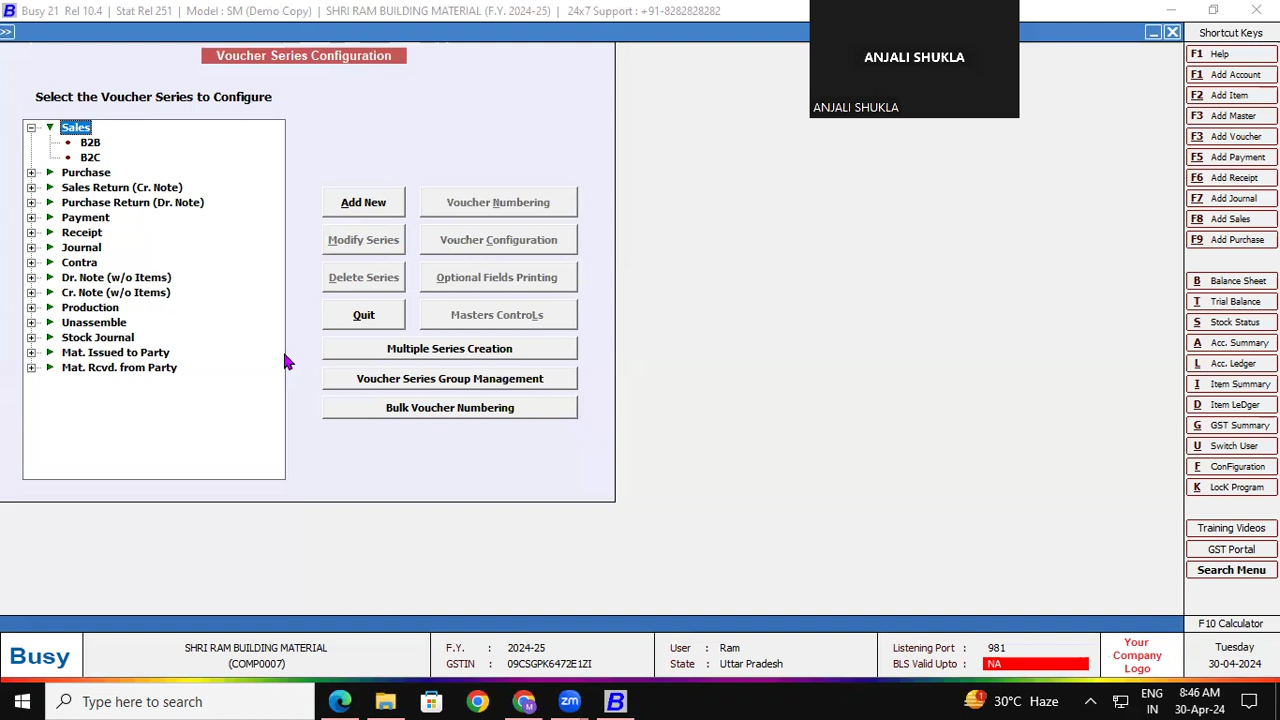 Busy 21 Rel 10.4 | Stat Rel 251 | Model : SM (Demo Copy) | SHRI RAM BUILDING MATERIAL (F.Y. 2024-25) | 24x7 Support : +91-8282828282
>>
Voucher Series Configuration
Select the Voucher Series to Configure
Sales
B2B
B2C
Purchase
Sales Return (Cr. Note)
Purchase Return (Dr. Note)
Payment
Receipt
Journal
Contra
Dr. Note (w/o Items)
Cr. Note (w/o Items)
Production
Unassemble
Stock Journal
Mat. Issued to Party
Mat. Rcvd. from Party
Add New
Voucher Numbering
Modify Series
Voucher Configuration
Delete Series
Optional Fields Printing
Quit
Masters ControLs
Multiple Series Creation
Voucher Series Group Management
Bulk Voucher Numbering
ANJALI SHUKLA
ANJALI SHUKLA
Shortcut Keys
F1 Help
F1 Add Account
F2 Add Item
F3 Add Master
F3 Add Voucher
F5 Add Payment
F6 Add Receipt
F7 Add Journal
F8 Add Sales
F9 Add Purchase
B Balance Sheet
T Trial Balance
S Stock Status
A Acc. Summary
L Acc. Ledger
I Item Summary
D Item LeDger
G GST Summary
U Switch User
F ConFiguration
K LocK Program
Training Videos
GST Portal
Search Menu
F10 Calculator
Busy
SHRI RAM BUILDING MATERIAL
(COMP0007)
F.Y. : 2024-25
GSTIN : 09CSGPK6472E1ZI
User : Ram
State : Uttar Pradesh
Listening Port : 981
BLS Valid Upto : NA
Your
Company
Logo
Tuesday
30-04-2024
Type here to search
zm
B
1
30°C Haze
ENG
IN
8:46 AM
30-Apr-24